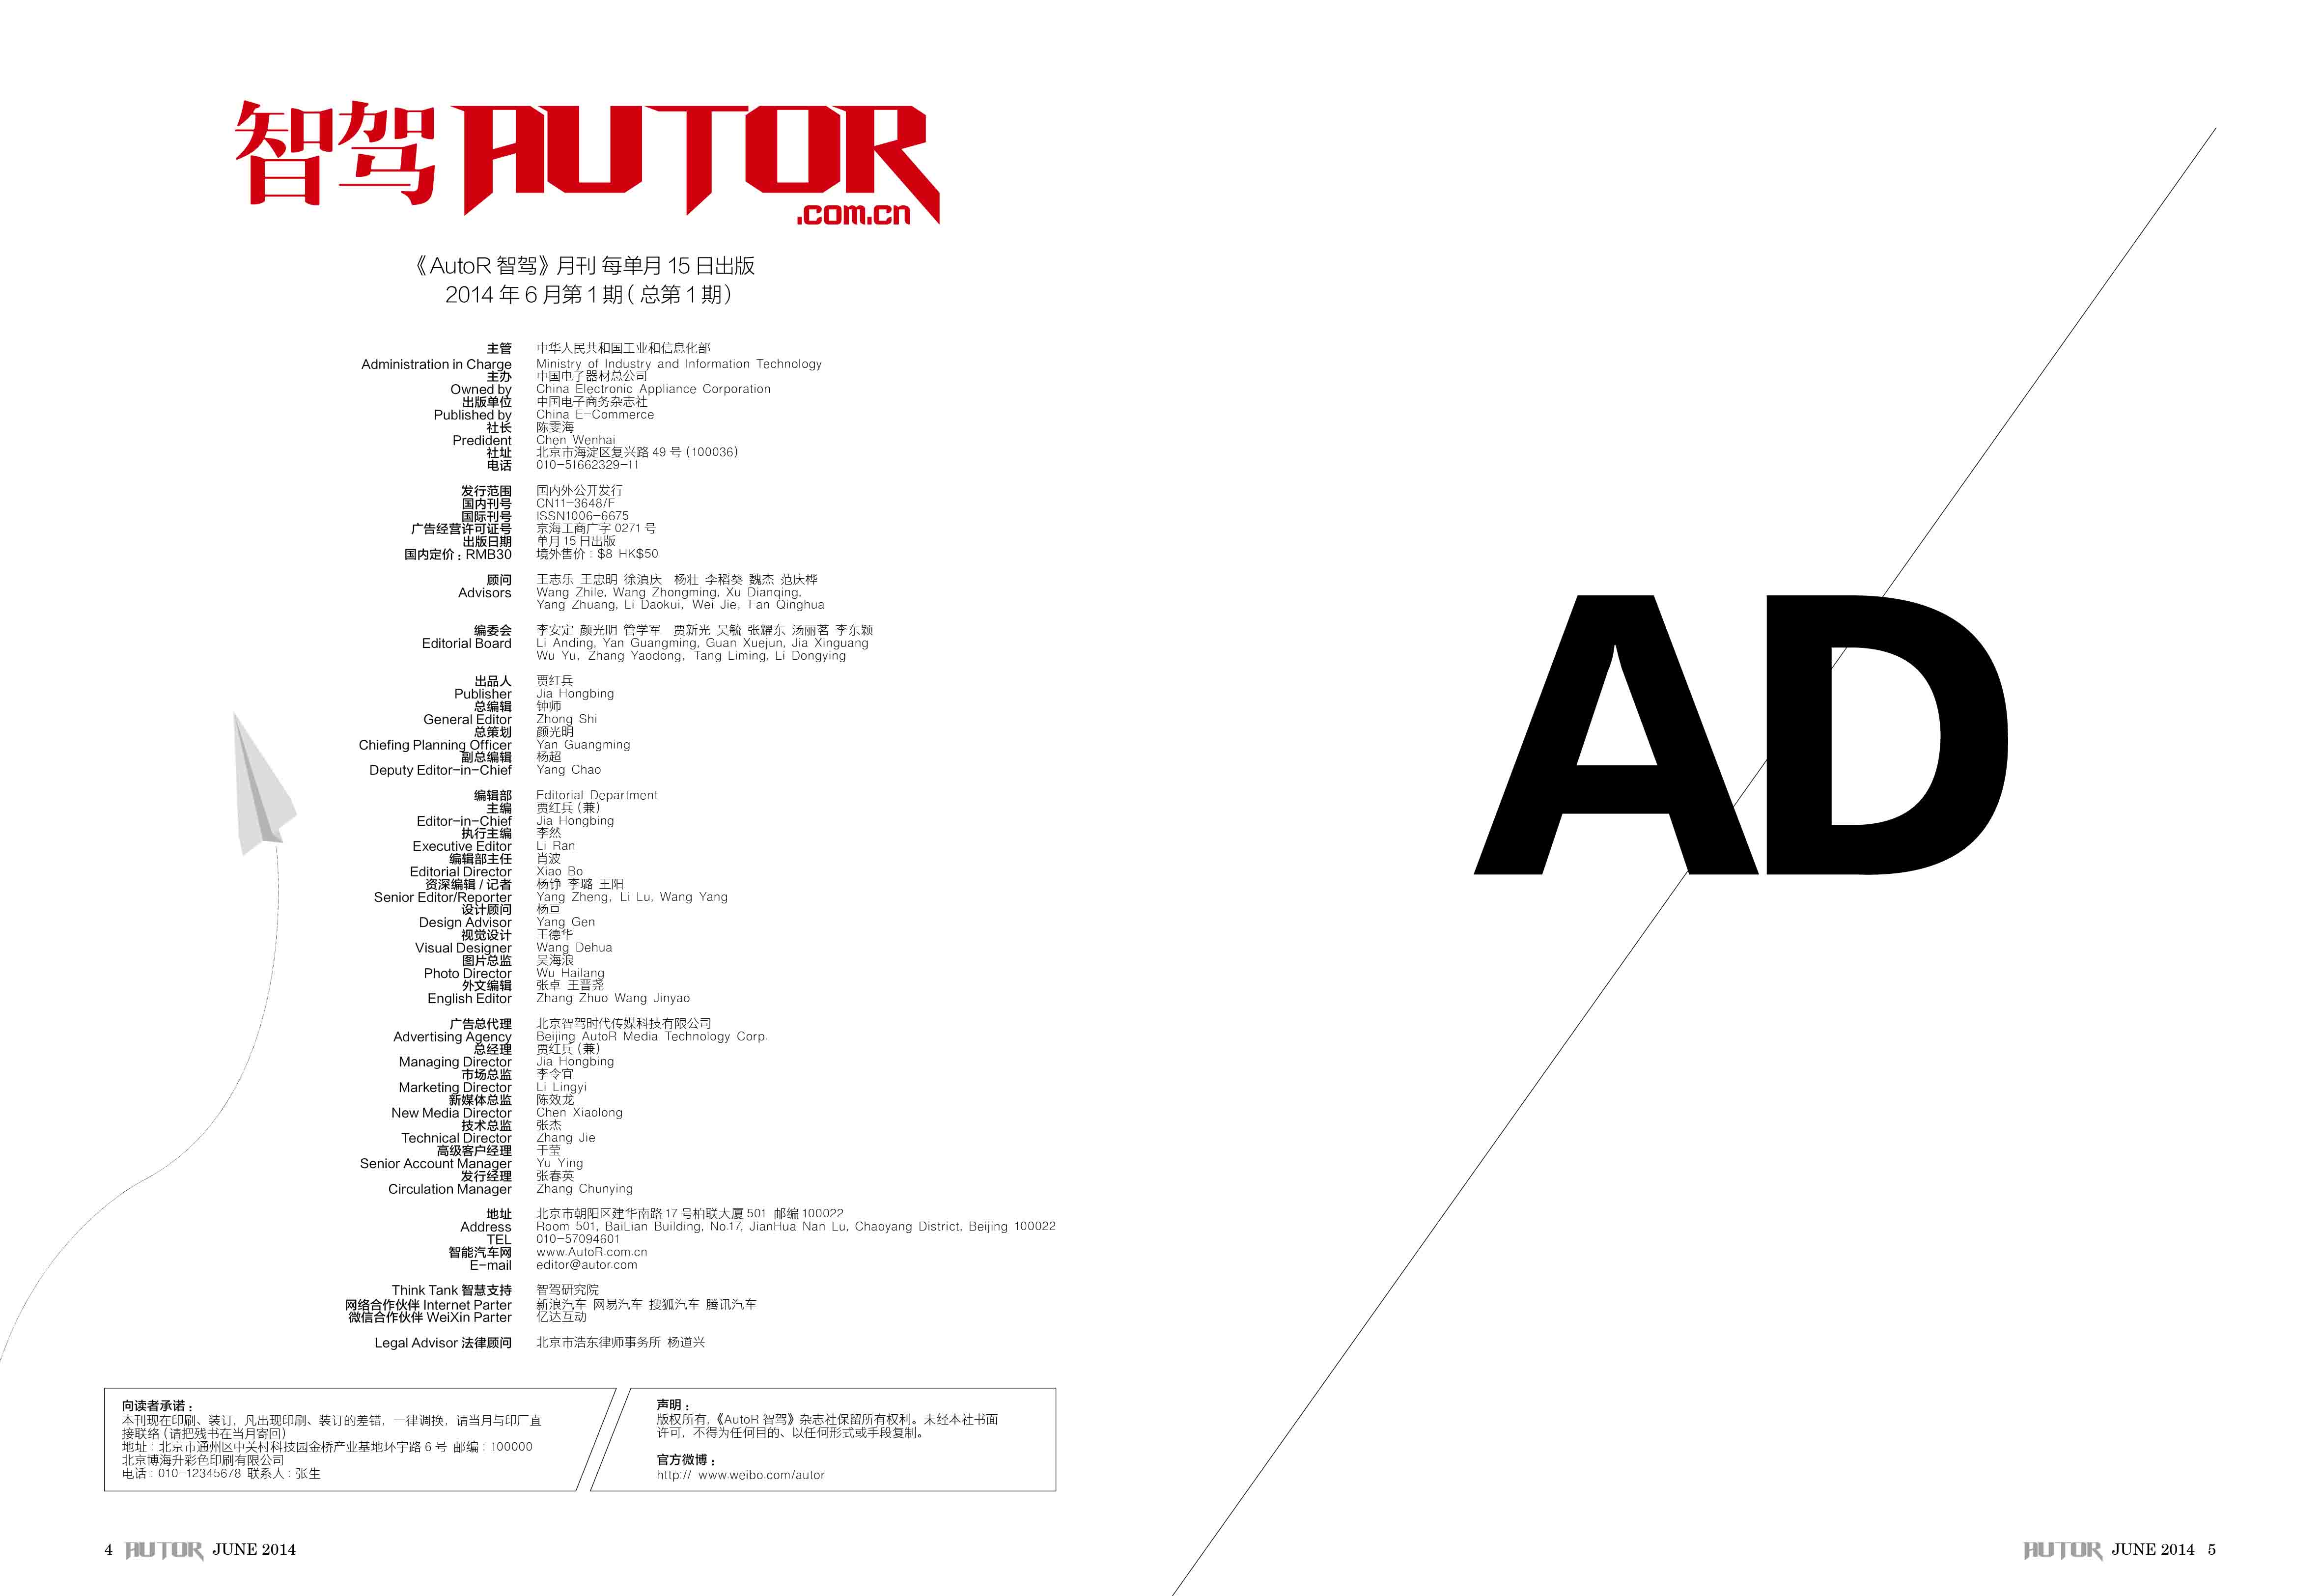 智驾 AUTOR
.com.cn
《AutoR 智驾》月刊 每单月 15 日出版
2014 年 6 月第 1 期( 总第 1 期)
主管 中华人民共和国工业和信息化部
Administration in Charge Ministry of Industry and Information Technology
主办 中国电子器材总公司
Owned by China Electronic Appliance Corporation
出版单位 中国电子商务杂志社
Published by China E-Commerce
社长 陈雯海
Predident Chen Wenhai
社址 北京市海淀区复兴路 49 号 (100036)
电话 010-51662329-11
发行范围 国内外公开发行
国内刊号 CN11-3648/F
国际刊号 ISSN1006-6675
广告经营许可证号 京海工商广字 0271 号
出版日期 单月 15 日出版
国内定价：RMB30 境外售价：$8 HK$50
顾问 王志乐 王忠明 徐滇庆 杨壮 李稻葵 魏杰 范庆桦
Advisors Wang Zhile, Wang Zhongming, Xu Dianqing,
Yang Zhuang, Li Daokui, Wei Jie, Fan Qinghua
编委会 李安定 颜光明 管学军 贾新光 吴毓 张耀东 汤丽茗 李东颖
Editorial Board Li Anding, Yan Guangming, Guan Xuejun, Jia Xinguang
Wu Yu, Zhang Yaodong, Tang Liming, Li Dongying
出品人 贾红兵
Publisher Jia Hongbing
总编辑 钟师
General Editor Zhong Shi
总策划 颜光明
Chiefing Planning Officer Yan Guangming
副总编辑 杨超
Deputy Editor-in-Chief Yang Chao
编辑部 Editorial Department
主编 贾红兵 (兼)
Editor-in-Chief Jia Hongbing
执行主编 李然
Executive Editor Li Ran
编辑部主任 肖波
Editorial Director Xiao Bo
资深编辑 / 记者 杨铮 李璐 王阳
Senior Editor/Reporter Yang Zheng, Li Lu, Wang Yang
设计顾问 杨亘
Design Advisor Yang Gen
视觉设计 王德华
Visual Designer Wang Dehua
图片总监 吴海浪
Photo Director Wu Hailang
外文编辑 张卓 王晋尧
English Editor Zhang Zhuo Wang Jinyao
广告总代理 北京智驾时代传媒科技有限公司
Advertising Agency Beijing AutoR Media Technology Corp.
总经理 贾红兵 (兼)
Managing Director Jia Hongbing
市场总监 李令宜
Marketing Director Li Lingyi
新媒体总监 陈效龙
New Media Director Chen Xiaolong
技术总监 张杰
Technical Director Zhang Jie
高级客户经理 于莹
Senior Account Manager Yu Ying
发行经理 张春英
Circulation Manager Zhang Chunying
地址 北京市朝阳区建华南路 17 号柏联大厦 501 邮编 100022
Address Room 501, BaiLian Building, No.17, JianHua Nan Lu, Chaoyang District, Beijing 100022
TEL 010-57094601
智能汽车网 www.AutoR.com.cn
E-mail editor@autor.com
Think Tank 智慧支持 智驾研究院
网络合作伙伴 Internet Parter 新浪汽车 网易汽车 搜狐汽车 腾讯汽车
微信合作伙伴 WeiXin Parter 亿达互动
Legal Advisor 法律顾问 北京市浩东律师事务所 杨道兴
向读者承诺：
本刊现在印刷、装订，凡出现印刷、装订的差错，一律调换，请当月与印厂直
接联络 (请把残书在当月寄回)
地址：北京市通州区中关村科技园金桥产业基地环宇路 6 号 邮编：100000
北京博海升彩色印刷有限公司
电话：010-12345678 联系人：张生
声明：
版权所有，《AutoR 智驾》杂志社保留所有权利。未经本社书面
许可，不得为任何目的、以任何形式或手段复制。
官方微博：
http:// www.weibo.com/autor
4 AUTOR JUNE 2014
AD
AUTOR JUNE 2014 5